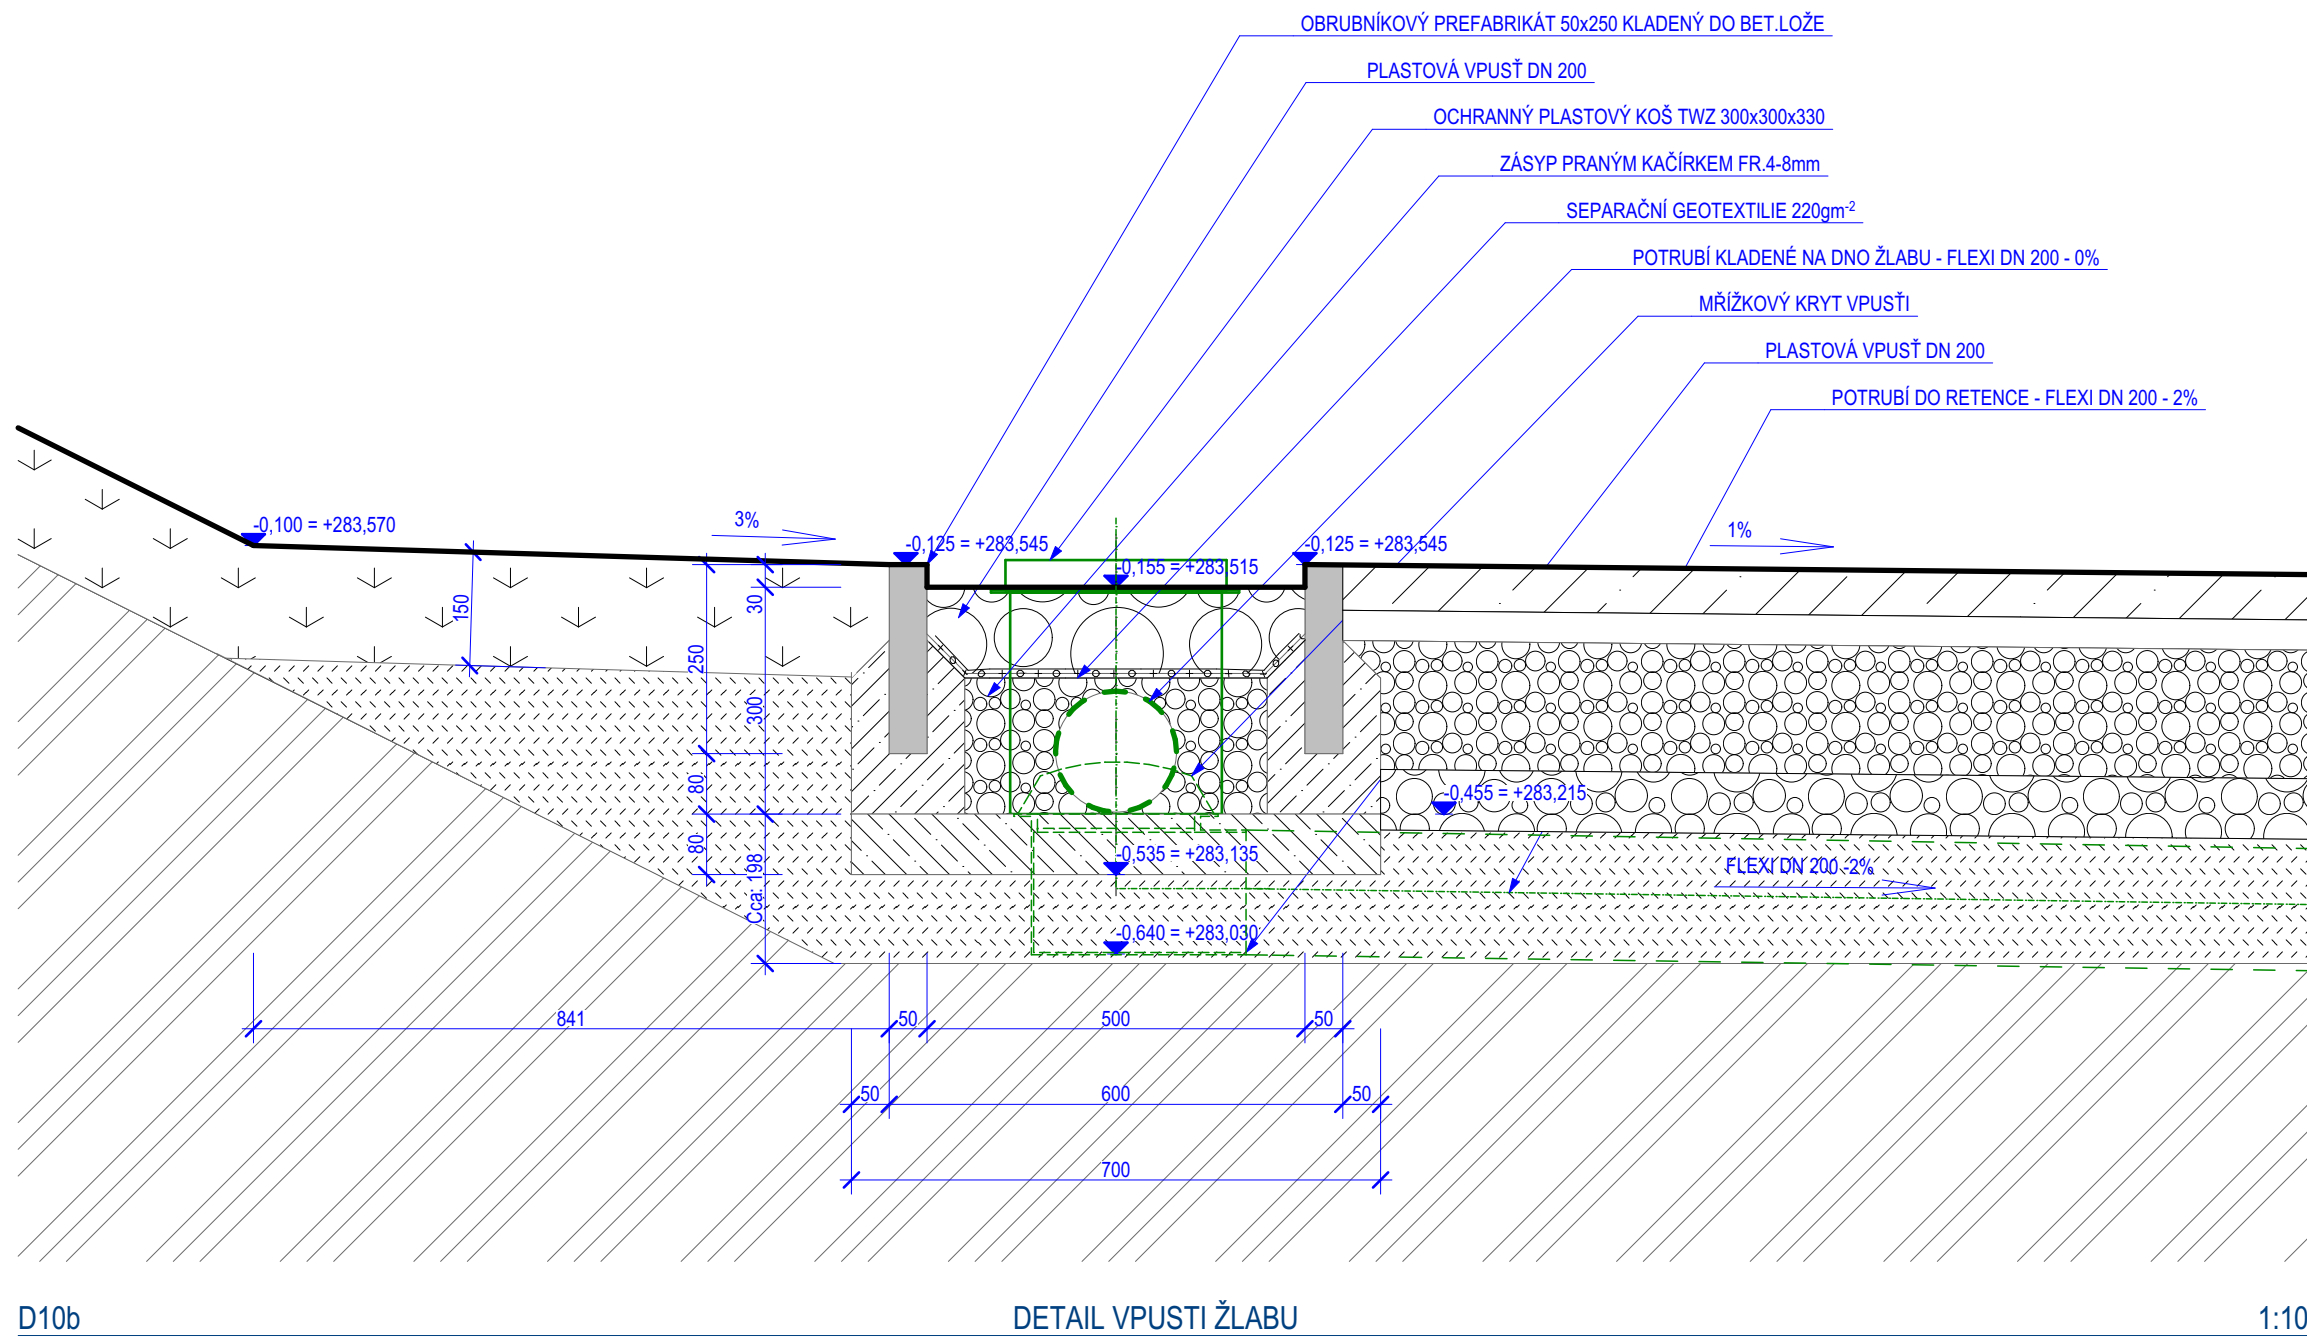 OBRUBNÍKOVÝ PREFABRIKÁT 50x250 KLADENÝ DO BET.LOŽE
PLASTOVÁ VPUSŤ DN 200
OCHRANNÝ PLASTOVÝ KOŠ TWZ 300x300x330
ZÁSYP PRANÝM KAČÍRKEM FR.4-8mm
SEPARAČNÍ GEOTEXTILIE 220gm-2
POTRUBÍ KLADENÉ NA DNO ŽLABU - FLEXI DN 200 - 0%
MŘÍŽKOVÝ KRYT VPUSŤI
PLASTOVÁ VPUSŤ DN 200
POTRUBÍ DO RETENCE - FLEXI DN 200 - 2%
-0,100 = +283,570
3%
-0,125 = +283,545
-0,155 = +283,515
-0,125 = +283,545
1%
150
30
250
300
80
80
Cca: 198
-0,455 = +283,215
-0,535 = +283,135
FLEXI DN 200 -2%
-0,640 = +283,030
841
50
500
50
50
600
50
700
D10b
DETAIL VPUSTI ŽLABU
1:10